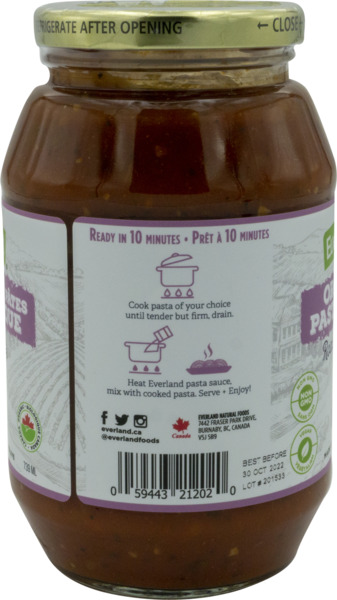 REFRIGERATE AFTER OPENING
← CLOSE
READY IN 10 MINUTES • PRÊT À 10 MINUTES
Cook pasta of your choice
until tender but firm, drain.
Heat Everland pasta sauce,
mix with cooked pasta. Serve + Enjoy!
everland.ca
@everlandfoods
Canada
EVERLAND NATURAL FOODS
7442 FRASER PARK DRIVE,
BURNABY, BC, CANADA
V5J 5B9
BEST BEFORE
30 OCT 2022
LOT # 201533
0 59443 21202 0
738 ML